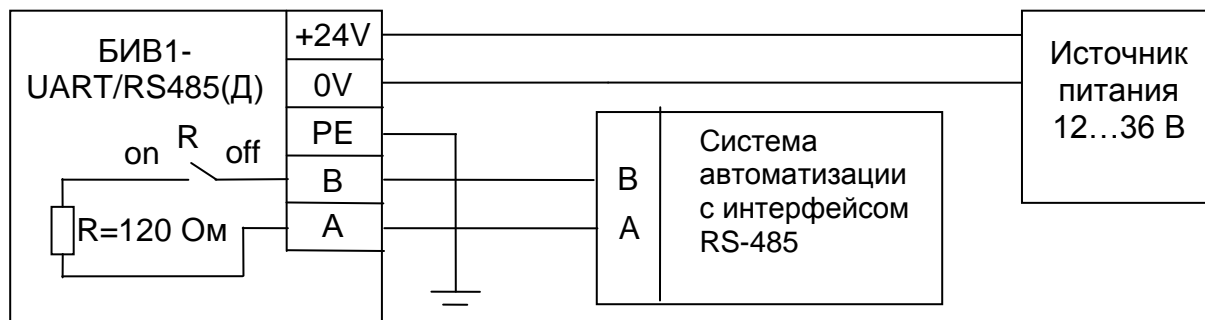 БИВ1-
UART/RS485(Д)
+24V
0V
PE
B
A
on R off
R=120 Ом
B
A
Система
автоматизации
с интерфейсом
RS-485
Источник
питания
12…36 В